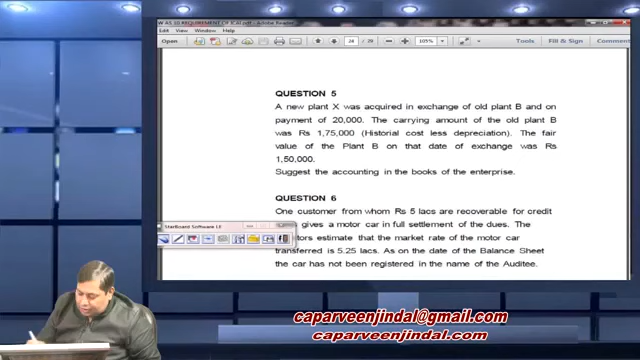 W AS 10 REQUIREMENT OF ICAI.pdf - Adobe Reader
Edit View Window Help
Open 28 / 29 105% Tools Fill & Sign Comment
QUESTION 5
A new plant X was acquired in exchange of old plant B and on
payment of 20,000. The carrying amount of the old plant B
was Rs 1,75,000 (Historial cost less depreciation). The fair
value of the Plant B on that date of exchange was Rs
1,50,000.
Suggest the accounting in the books of the enterprise.
QUESTION 6
One customer from whom Rs 5 lacs are recoverable for credit
StarBoard Software LE
gives a motor car in full settlement of the dues. The
estimate that the market rate of the motor car
transferred is 5.25 lacs. As on the date of the Balance Sheet
the car has not been registered in the name of the Auditee.
caparveenjindal@gmail.com
caparveenjindal.com